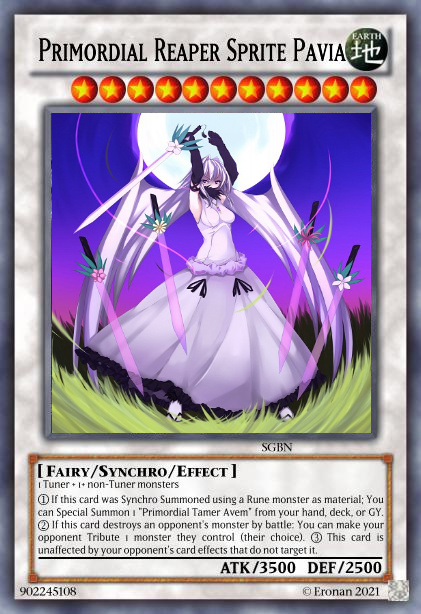 Primordial Reaper Sprite Pavia
EARTH
地
SGBN
[ Fairy/Synchro/Effect ]
1 Tuner + 1+ non-Tuner monsters
① If this card was Synchro Summoned using a Rune monster as material; You
can Special Summon 1 "Primordial Tamer Avem" from your hand, deck, or GY.
② If this card destroys an opponent's monster by battle: You can make your
opponent Tribute 1 monster they control (their choice). ③ This card is
unaffected by your opponent's card effects that do not target it.
ATK/3500 DEF/2500
902245108
© Eronan 2021